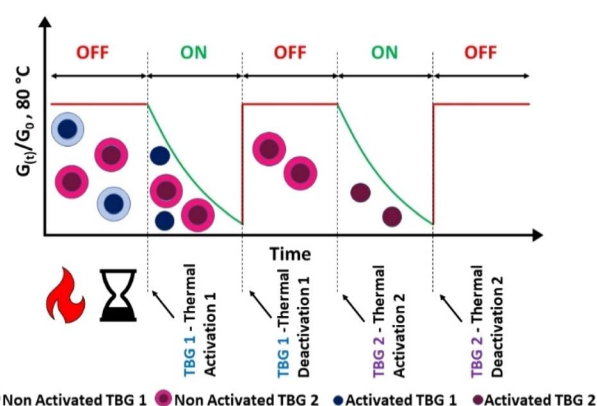 OFF ON OFF ON OFF
G(t)/G0, 80 °C
Time
TBG 1 - Thermal
Activation 1
TBG 1 -Thermal
Deactivation 1
TBG 2 - Thermal
Activation 2
TBG 2 - Thermal
Deactivation 2
Non Activated TBG 1 Non Activated TBG 2 Activated TBG 1 Activated TBG 2